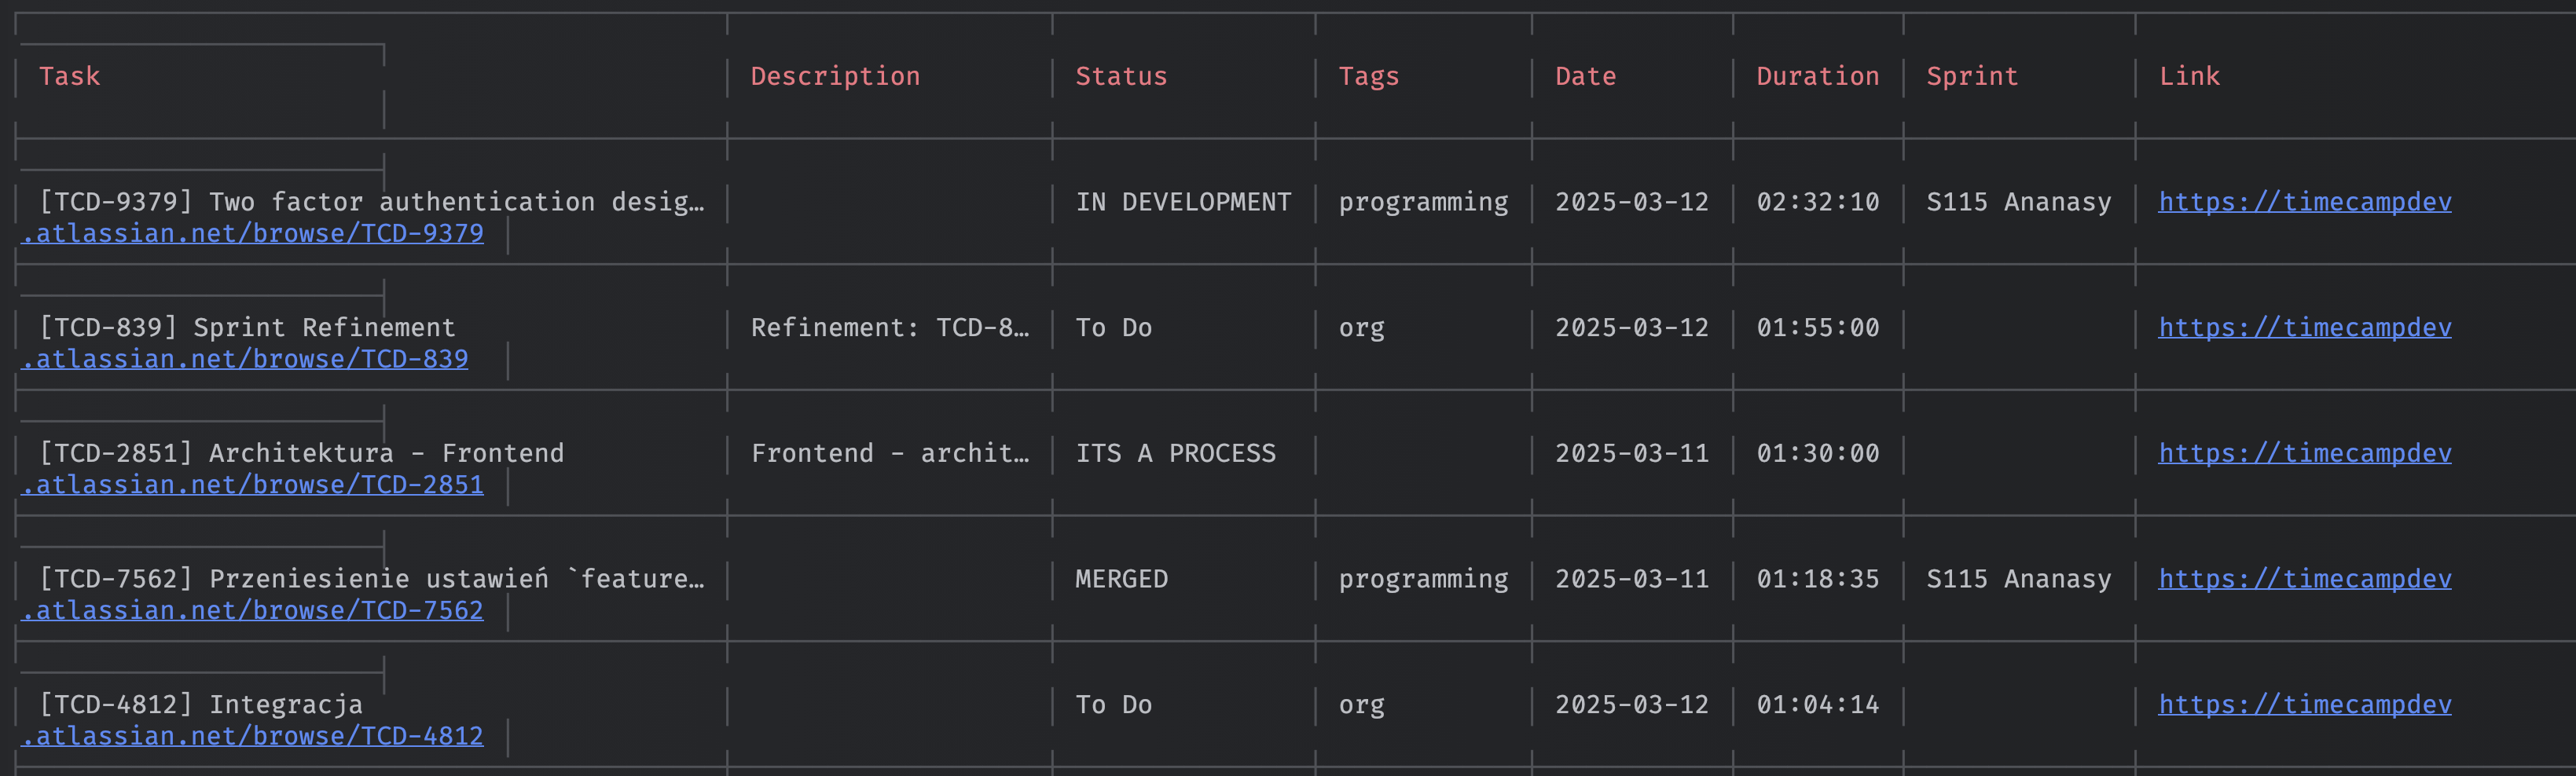 Task Description Status Tags Date Duration Sprint Link
[TCD-9379] Two factor authentication desig… IN DEVELOPMENT programming 2025-03-12 02:32:10 S115 Ananasy https://timecampdev
.atlassian.net/browse/TCD-9379
[TCD-839] Sprint Refinement Refinement: TCD-8… To Do org 2025-03-12 01:55:00 https://timecampdev
.atlassian.net/browse/TCD-839
[TCD-2851] Architektura - Frontend Frontend - archit… ITS A PROCESS 2025-03-11 01:30:00 https://timecampdev
.atlassian.net/browse/TCD-2851
[TCD-7562] Przeniesienie ustawień `feature… MERGED programming 2025-03-11 01:18:35 S115 Ananasy https://timecampdev
.atlassian.net/browse/TCD-7562
[TCD-4812] Integracja To Do org 2025-03-12 01:04:14 https://timecampdev
.atlassian.net/browse/TCD-4812